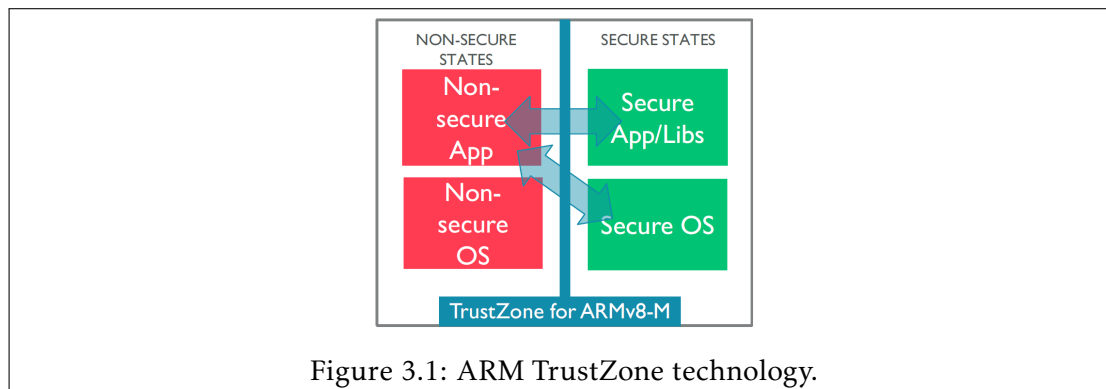 NON-SECURE
STATES
SECURE STATES
Non-
secure
App
Secure
App/Libs
Non-
secure
OS
Secure OS
TrustZone for ARMv8-M
Figure 3.1: ARM TrustZone technology.